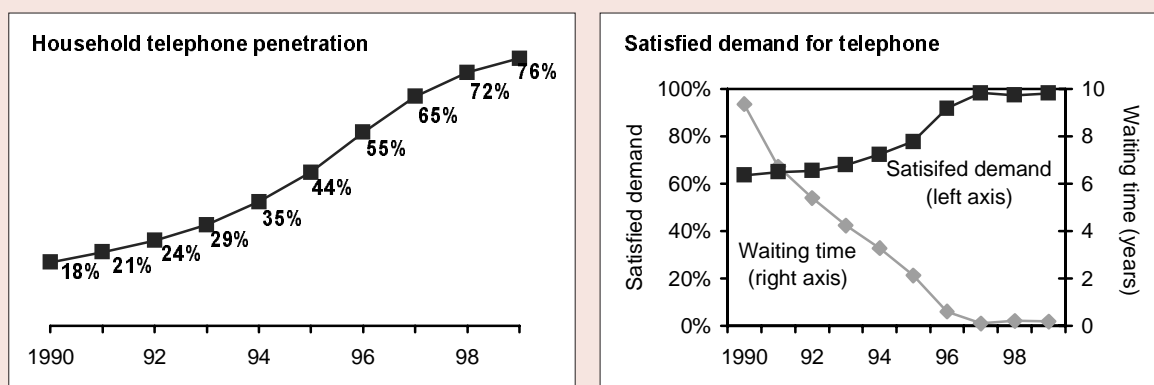 Household telephone penetration
76%
72%
65%
55%
44%
35%
29%
24%
21%
18%
1990 92 94 96 98
Satisfied demand for telephone
100%
80%
60%
40%
20%
0%
Satisfied demand
10
8
6
4
2
0
Waiting time (years)
Satisifed demand
(left axis)
Waiting time
(right axis)
1990 92 94 96 98